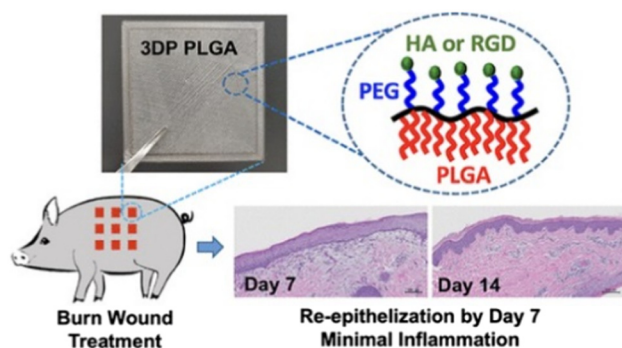 3DP PLGA
HA or RGD
PEG
PLGA
Day 7
Day 14
Burn Wound
Treatment
Re-epithelization by Day 7
Minimal Inflammation